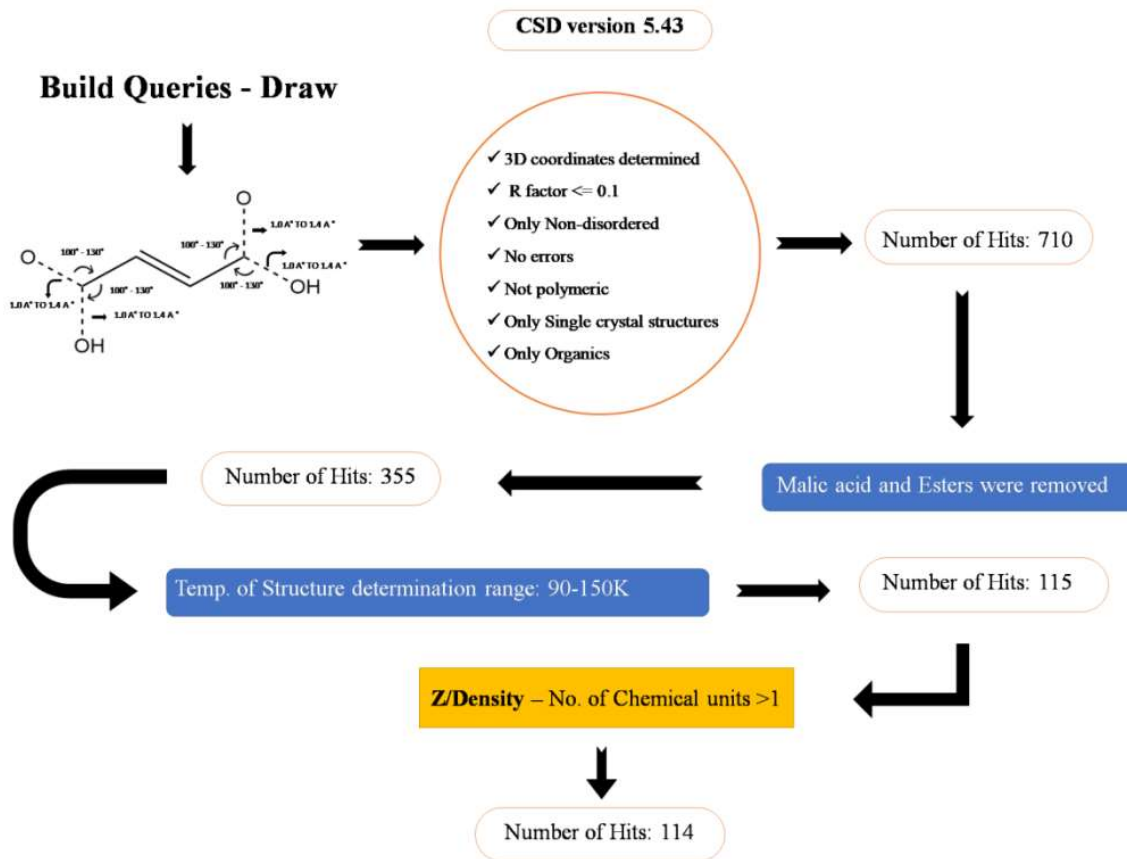 CSD version 5.43
Build Queries - Draw
O
1.0 A° TO 1.4 A°
100° - 130°
O
100° - 130°
1.0 A° TO 1.4 A°
100° - 130°
100° - 130°
OH
1.0 A° TO 1.4 A°
1.0 A° TO 1.4 A°
OH
✓ 3D coordinates determined
✓ R factor <= 0.1
✓ Only Non-disordered
✓ No errors
✓ Not polymeric
✓ Only Single crystal structures
✓ Only Organics
Number of Hits: 710
Malic acid and Esters were removed
Number of Hits: 355
Temp. of Structure determination range: 90-150K
Number of Hits: 115
Z/Density – No. of Chemical units >1
Number of Hits: 114